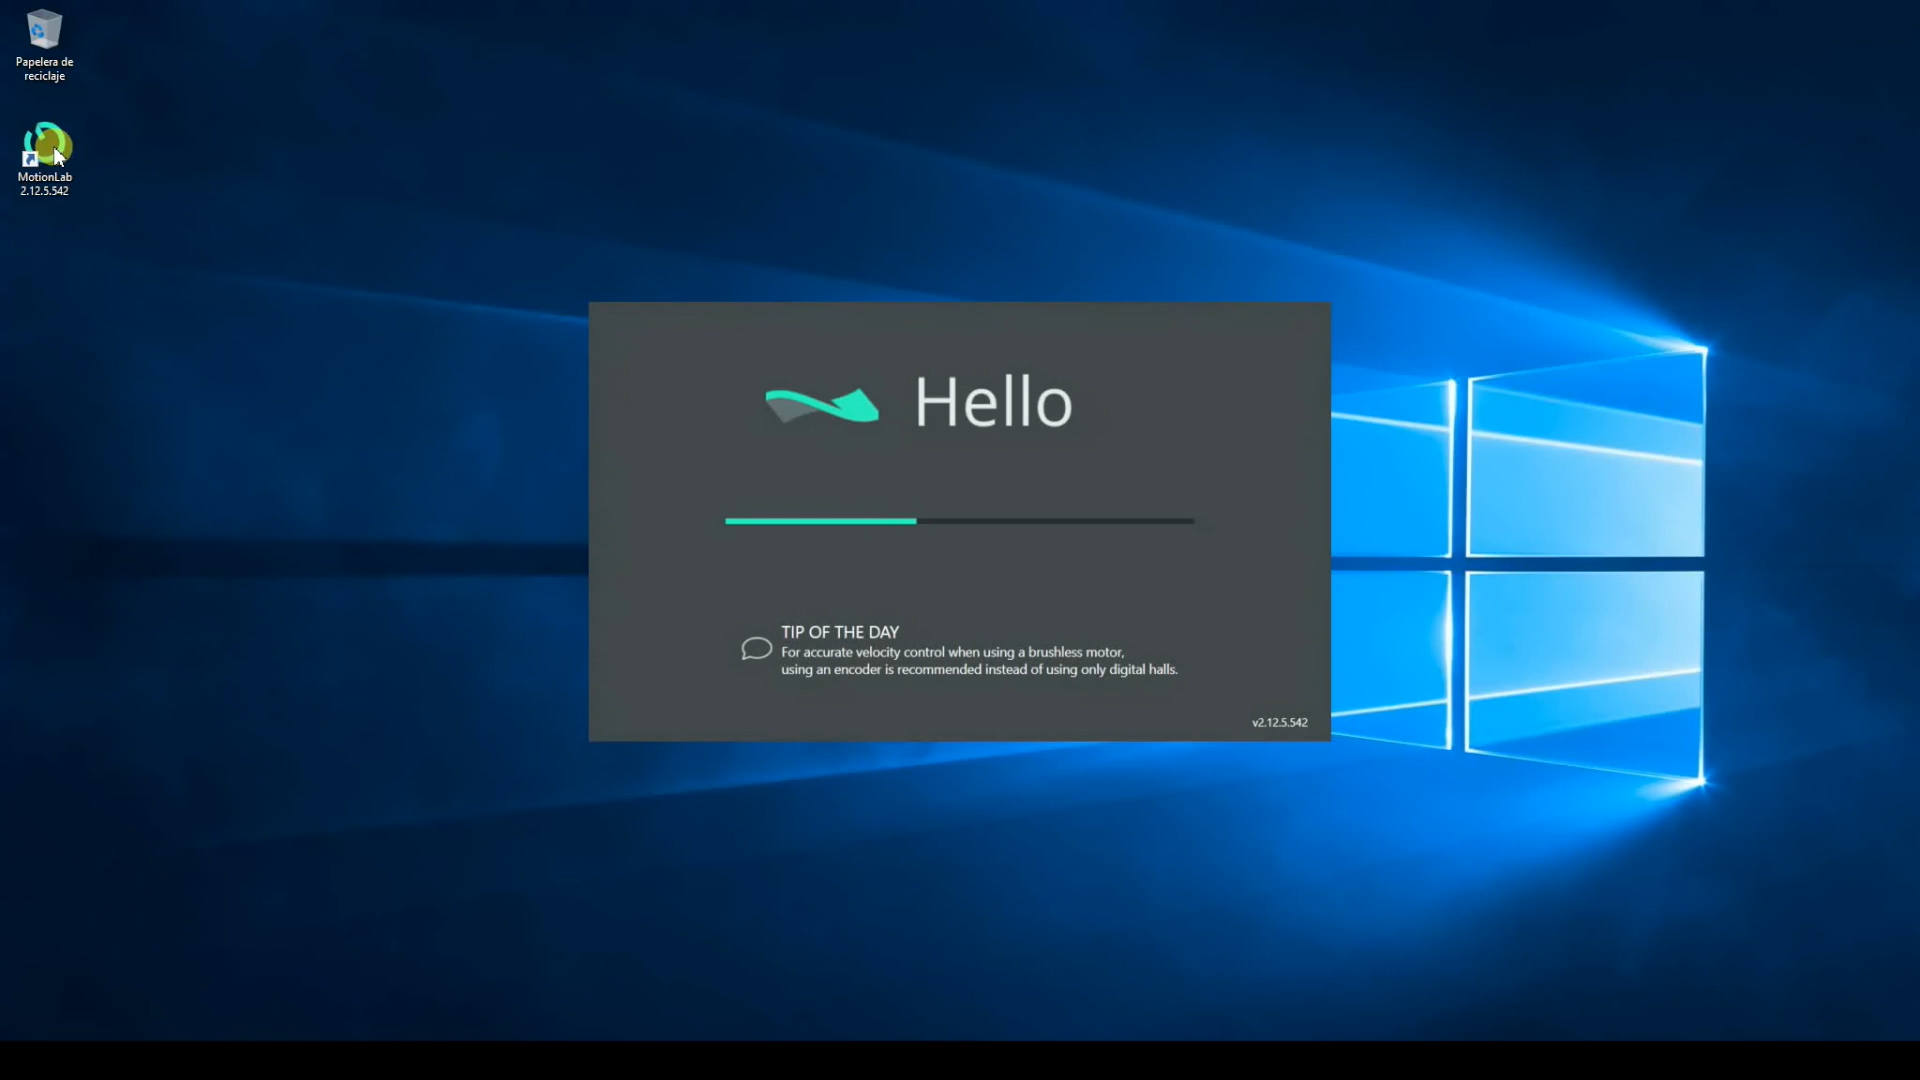 Papelera de
reciclaje
MotionLab
2.12.5.542
Hello
TIP OF THE DAY
For accurate velocity control when using a brushless motor,
using an encoder is recommended instead of using only digital halls.
v2.12.5.542